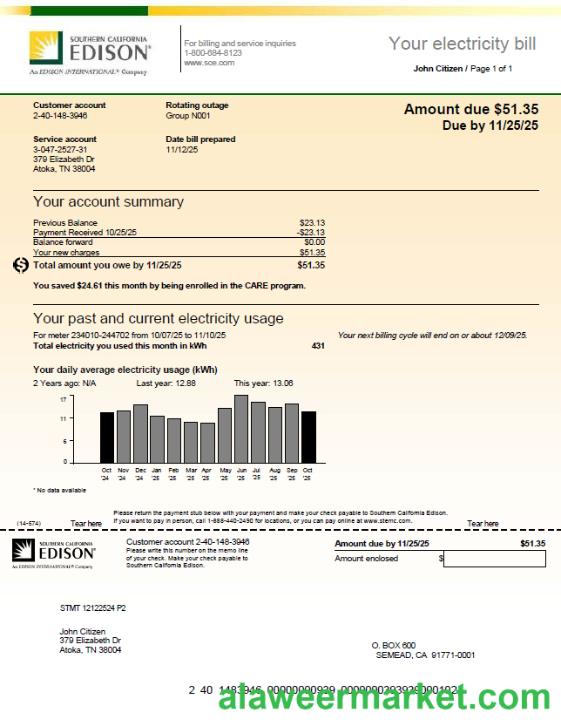 SOUTHERN CALIFORNIA
EDISON®
An EDISON INTERNATIONAL® Company
For billing and service inquiries
1-800-684-8123
www.sce.com
Your electricity bill
John Citizen / Page 1 of 1
Customer account
2-40-148-3946
Rotating outage
Group N001
Amount due $51.35
Due by 11/25/25
Service account
3-047-2527-31
379 Elizabeth Dr
Atoka, TN 38004
Date bill prepared
11/12/25
Your account summary
Previous Balance $23.13
Payment Received 10/25/25 -$23.13
Balance forward $0.00
Your new charges $51.35
Total amount you owe by 11/25/25 $51.35
You saved $24.61 this month by being enrolled in the CARE program.
Your past and current electricity usage
For meter 234010-244702 from 10/07/25 to 11/10/25
Your next billing cycle will end on or about 12/09/25.
Total electricity you used this month in kWh 431
Your daily average electricity usage (kWh)
2 Years ago: N/A Last year: 12.88 This year: 13.06
17
11
6
0
Oct Nov Dec Jan Feb Mar Apr May Jun Jul Aug Sep Oct
'24 '24 '24 '25 '25 '25 '25 '25 '25 '25 '25 '25 '25
* No data available
Please return the payment stub below with your payment and make your check payable to Southern California Edison.
If you want to pay in person, call 1-888-440-2490 for locations, or you can pay online at www.stemc.com.
(14-574) Tear here Tear here
SOUTHERN CALIFORNIA
EDISON®
An EDISON INTERNATIONAL® Company
Customer account 2-40-148-3946
Please write this number on the memo line
of your check. Make your check payable to
Southern California Edison.
Amount due by 11/25/25 $51.35
Amount enclosed $
STMT 12122524 P2
John Citizen
379 Elizabeth Dr
Atoka, TN 38004
O. BOX 600
SEMEAD, CA 91771-0001
2 40 1483946
alaweermarket.com